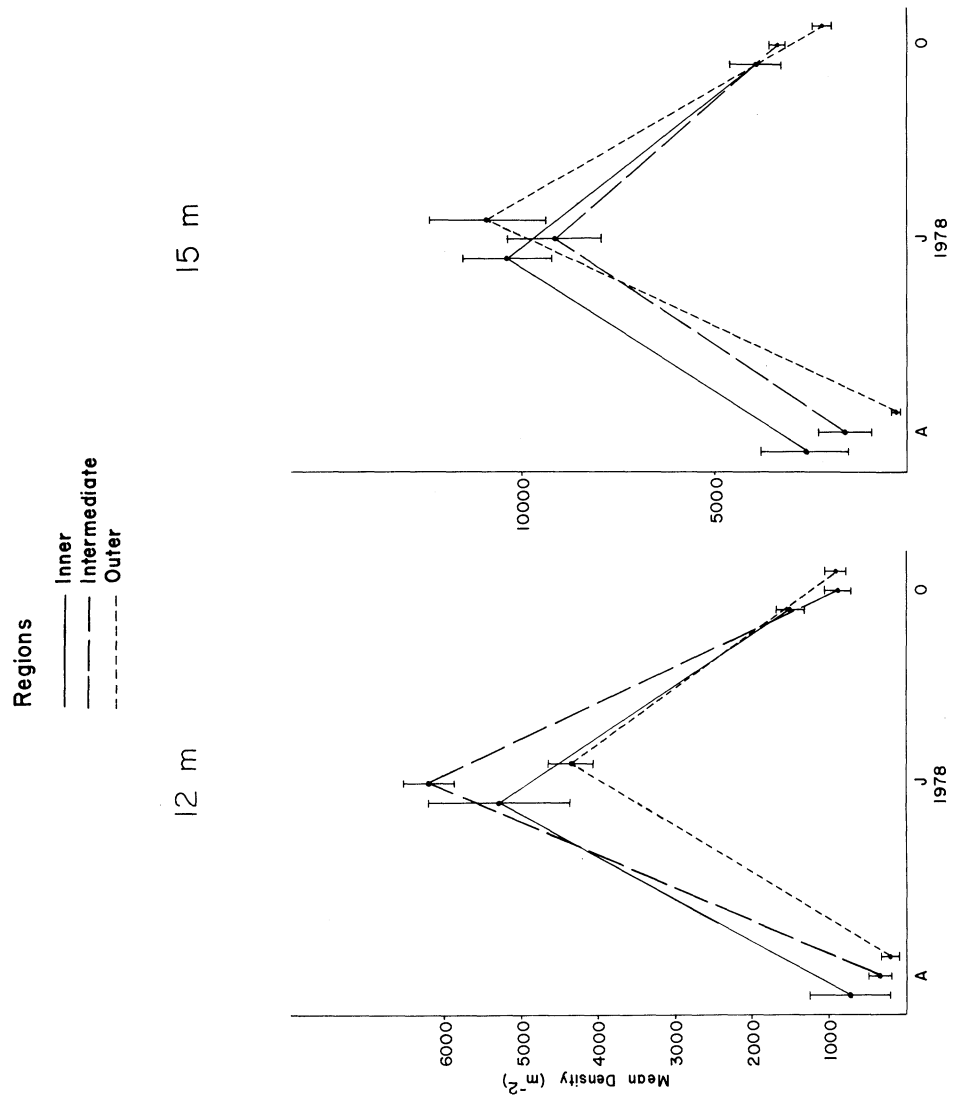 Regions
Inner
Intermediate
Outer
12 m
15 m
Mean Density (m⁻²)
6000
5000
4000
3000
2000
1000
A
J
O
1978
10000
5000
A
J
O
1978